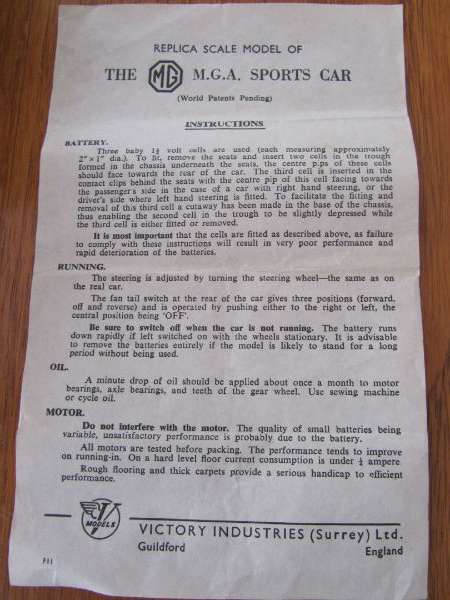 REPLICA SCALE MODEL OF
THE MG M.G.A. SPORTS CAR
(World Patents Pending)
INSTRUCTIONS
BATTERY.
Three baby 1½ volt cells are used (each measuring approximately
2" × 1" dia.). To fit, remove the seats and insert two cells in the trough
formed in the chassis underneath the seats, the centre pips of these cells
should face towards the rear of the car. The third cell is inserted in the
contact clips behind the seats with the centre pip of this cell facing towards
the passenger's side in the case of a car with right hand steering, or the
driver's side where left hand steering is fitted. To facilitate the fitting and
removal of this third cell a cutaway has been made in the base of the chassis,
thus enabling the second cell in the trough to be slightly depressed while
the third cell is either fitted or removed.
It is most important that the cells are fitted as described above, as failure
to comply with these instructions will result in very poor performance and
rapid deterioration of the batteries.
RUNNING.
The steering is adjusted by turning the steering wheel—the same as on
the real car.
The fan tail switch at the rear of the car gives three positions (forward,
off and reverse) and is operated by pushing either to the right or left, the
central position being 'OFF'.
Be sure to switch off when the car is not running. The battery runs
down rapidly if left switched on with the wheels stationary. It is advisable
to remove the batteries entirely if the model is likely to stand for a long
period without being used.
OIL.
A minute drop of oil should be applied about once a month to motor
bearings, axle bearings, and teeth of the gear wheel. Use sewing machine
or cycle oil.
MOTOR.
Do not interfere with the motor. The quality of small batteries being
variable, unsatisfactory performance is probably due to the battery.
All motors are tested before packing. The performance tends to improve
on running-in. On a hard level floor current consumption is under ½ ampere.
Rough flooring and thick carpets provide a serious handicap to efficient
performance.
V MODELS
VICTORY INDUSTRIES (Surrey) Ltd.
Guildford England